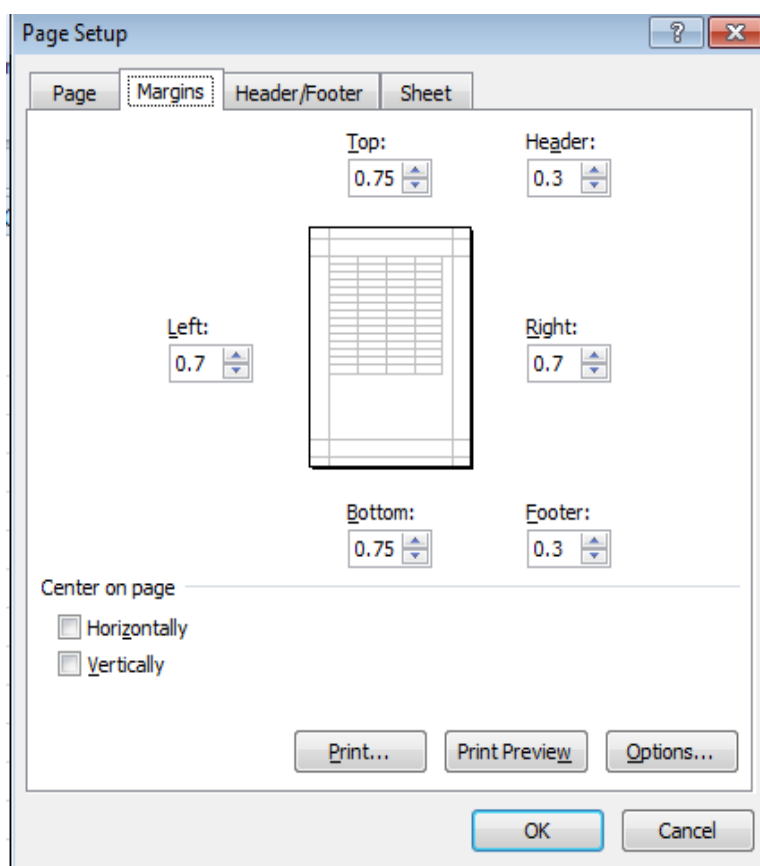 Page Setup
Page Margins Header/Footer Sheet
Top: Header:
0.75 0.3
Left: Right:
0.7 0.7
Bottom: Footer:
0.75 0.3
Center on page
Horizontally
Vertically
Print... Print Preview Options...
OK Cancel